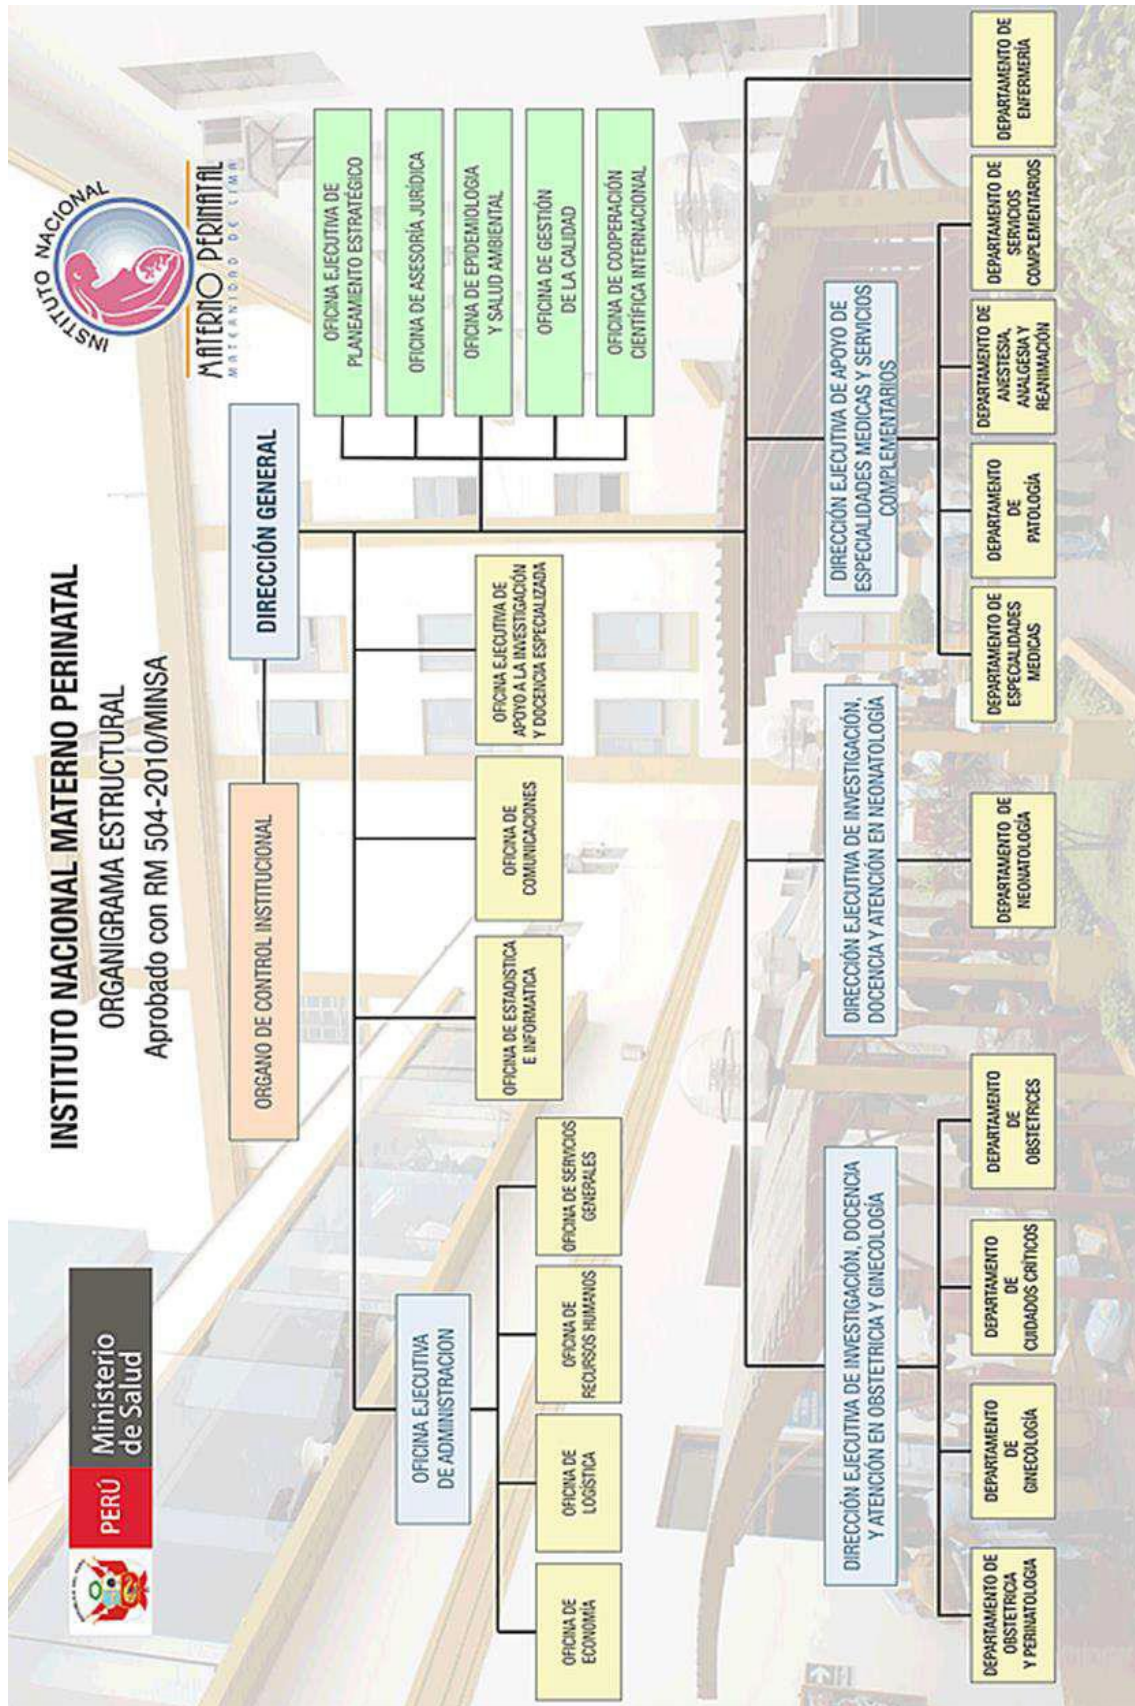 PERÚ
Ministerio
de Salud
INSTITUTO NACIONAL MATERNO PERINATAL
ORGANIGRAMA ESTRUCTURAL
Aprobado con RM 504-2010/MINSA
INSTITUTO NACIONAL
MATERNO PERINATAL
MATERNIDAD DE LIMA
ORGANO DE CONTROL INSTITUCIONAL
DIRECCIÓN GENERAL
OFICINA EJECUTIVA DE
PLANEAMIENTO ESTRATÉGICO
OFICINA DE ASESORÍA JURÍDICA
OFICINA DE EPIDEMIOLOGIA
Y SALUD AMBIENTAL
OFICINA DE GESTIÓN
DE LA CALIDAD
OFICINA DE COOPERACIÓN
CIENTÍFICA INTERNACIONAL
OFICINA EJECUTIVA
DE ADMINISTRACION
OFICINA DE ESTADISTICA
E INFORMATICA
OFICINA DE
COMUNICACIONES
OFICINA EJECUTIVA DE
APOYO A LA INVESTIGACIÓN
Y DOCENCIA ESPECIALIZADA
OFICINA DE
ECONOMÍA
OFICINA DE
LOGÍSTICA
OFICINA DE
RECURSOS HUMANOS
OFICINA DE SERVICIOS
GENERALES
DIRECCIÓN EJECUTIVA DE INVESTIGACIÓN, DOCENCIA
Y ATENCIÓN EN OBSTETRICIA Y GINECOLOGÍA
DIRECCIÓN EJECUTIVA DE INVESTIGACIÓN,
DOCENCIA Y ATENCIÓN EN NEONATOLOGÍA
DIRECCIÓN EJECUTIVA DE APOYO DE
ESPECIALIDADES MEDICAS Y SERVICIOS
COMPLEMENTARIOS
DEPARTAMENTO DE
OBSTETRICIA
Y PERINATOLOGIA
DEPARTAMENTO
DE
GINECOLOGÍA
DEPARTAMENTO
DE
CUIDADOS CRÍTICOS
DEPARTAMENTO
DE
OBSTETRICES
DEPARTAMENTO DE
NEONATOLOGÍA
DEPARTAMENTO DE
ESPECIALIDADES
MEDICAS
DEPARTAMENTO
DE
PATOLOGÍA
DEPARTAMENTO DE
ANESTESIA,
ANALGESIA Y
REANIMACIÓN
DEPARTAMENTO DE
SERVICIOS
COMPLEMENTARIOS
DEPARTAMENTO DE
ENFERMERÍA